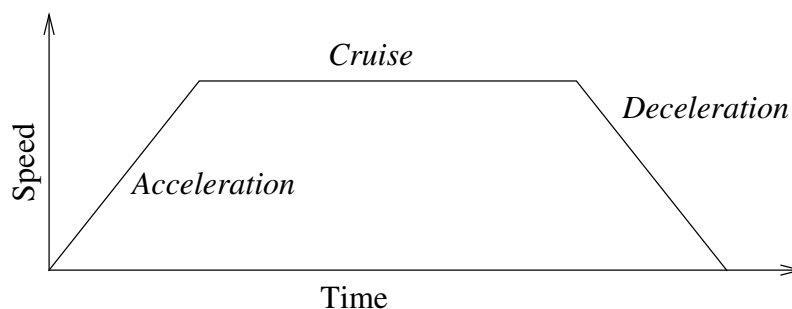 Cruise
Deceleration
Speed
Acceleration
Time